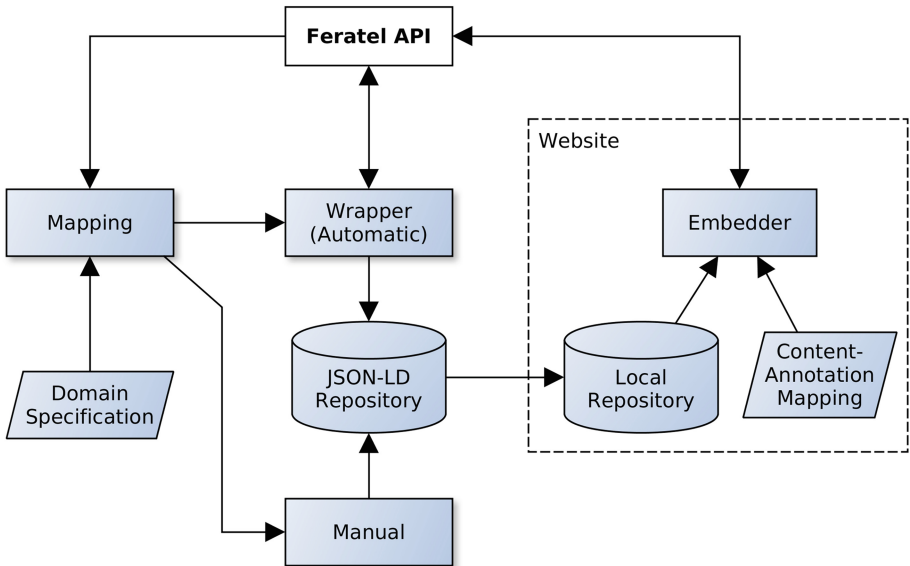 Feratel API
Website
Mapping
Wrapper
(Automatic)
Embedder
Domain
Specification
JSON-LD
Repository
Local
Repository
Content-
Annotation
Mapping
Manual